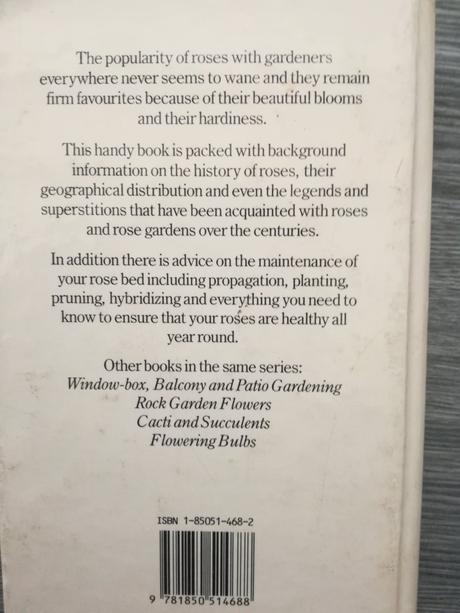 The popularity of roses with gardeners
everywhere never seems to wane and they remain
firm favourites because of their beautiful blooms
and their hardiness.
This handy book is packed with background
information on the history of roses, their
geographical distribution and even the legends and
superstitions that have been acquainted with roses
and rose gardens over the centuries.
In addition there is advice on the maintenance of
your rose bed including propagation, planting,
pruning, hybridizing and everything you need to
know to ensure that your roses are healthy all
year round.
Other books in the same series:
Window-box, Balcony and Patio Gardening
Rock Garden Flowers
Cacti and Succulents
Flowering Bulbs
ISBN 1-85051-468-2
9 781850 514688